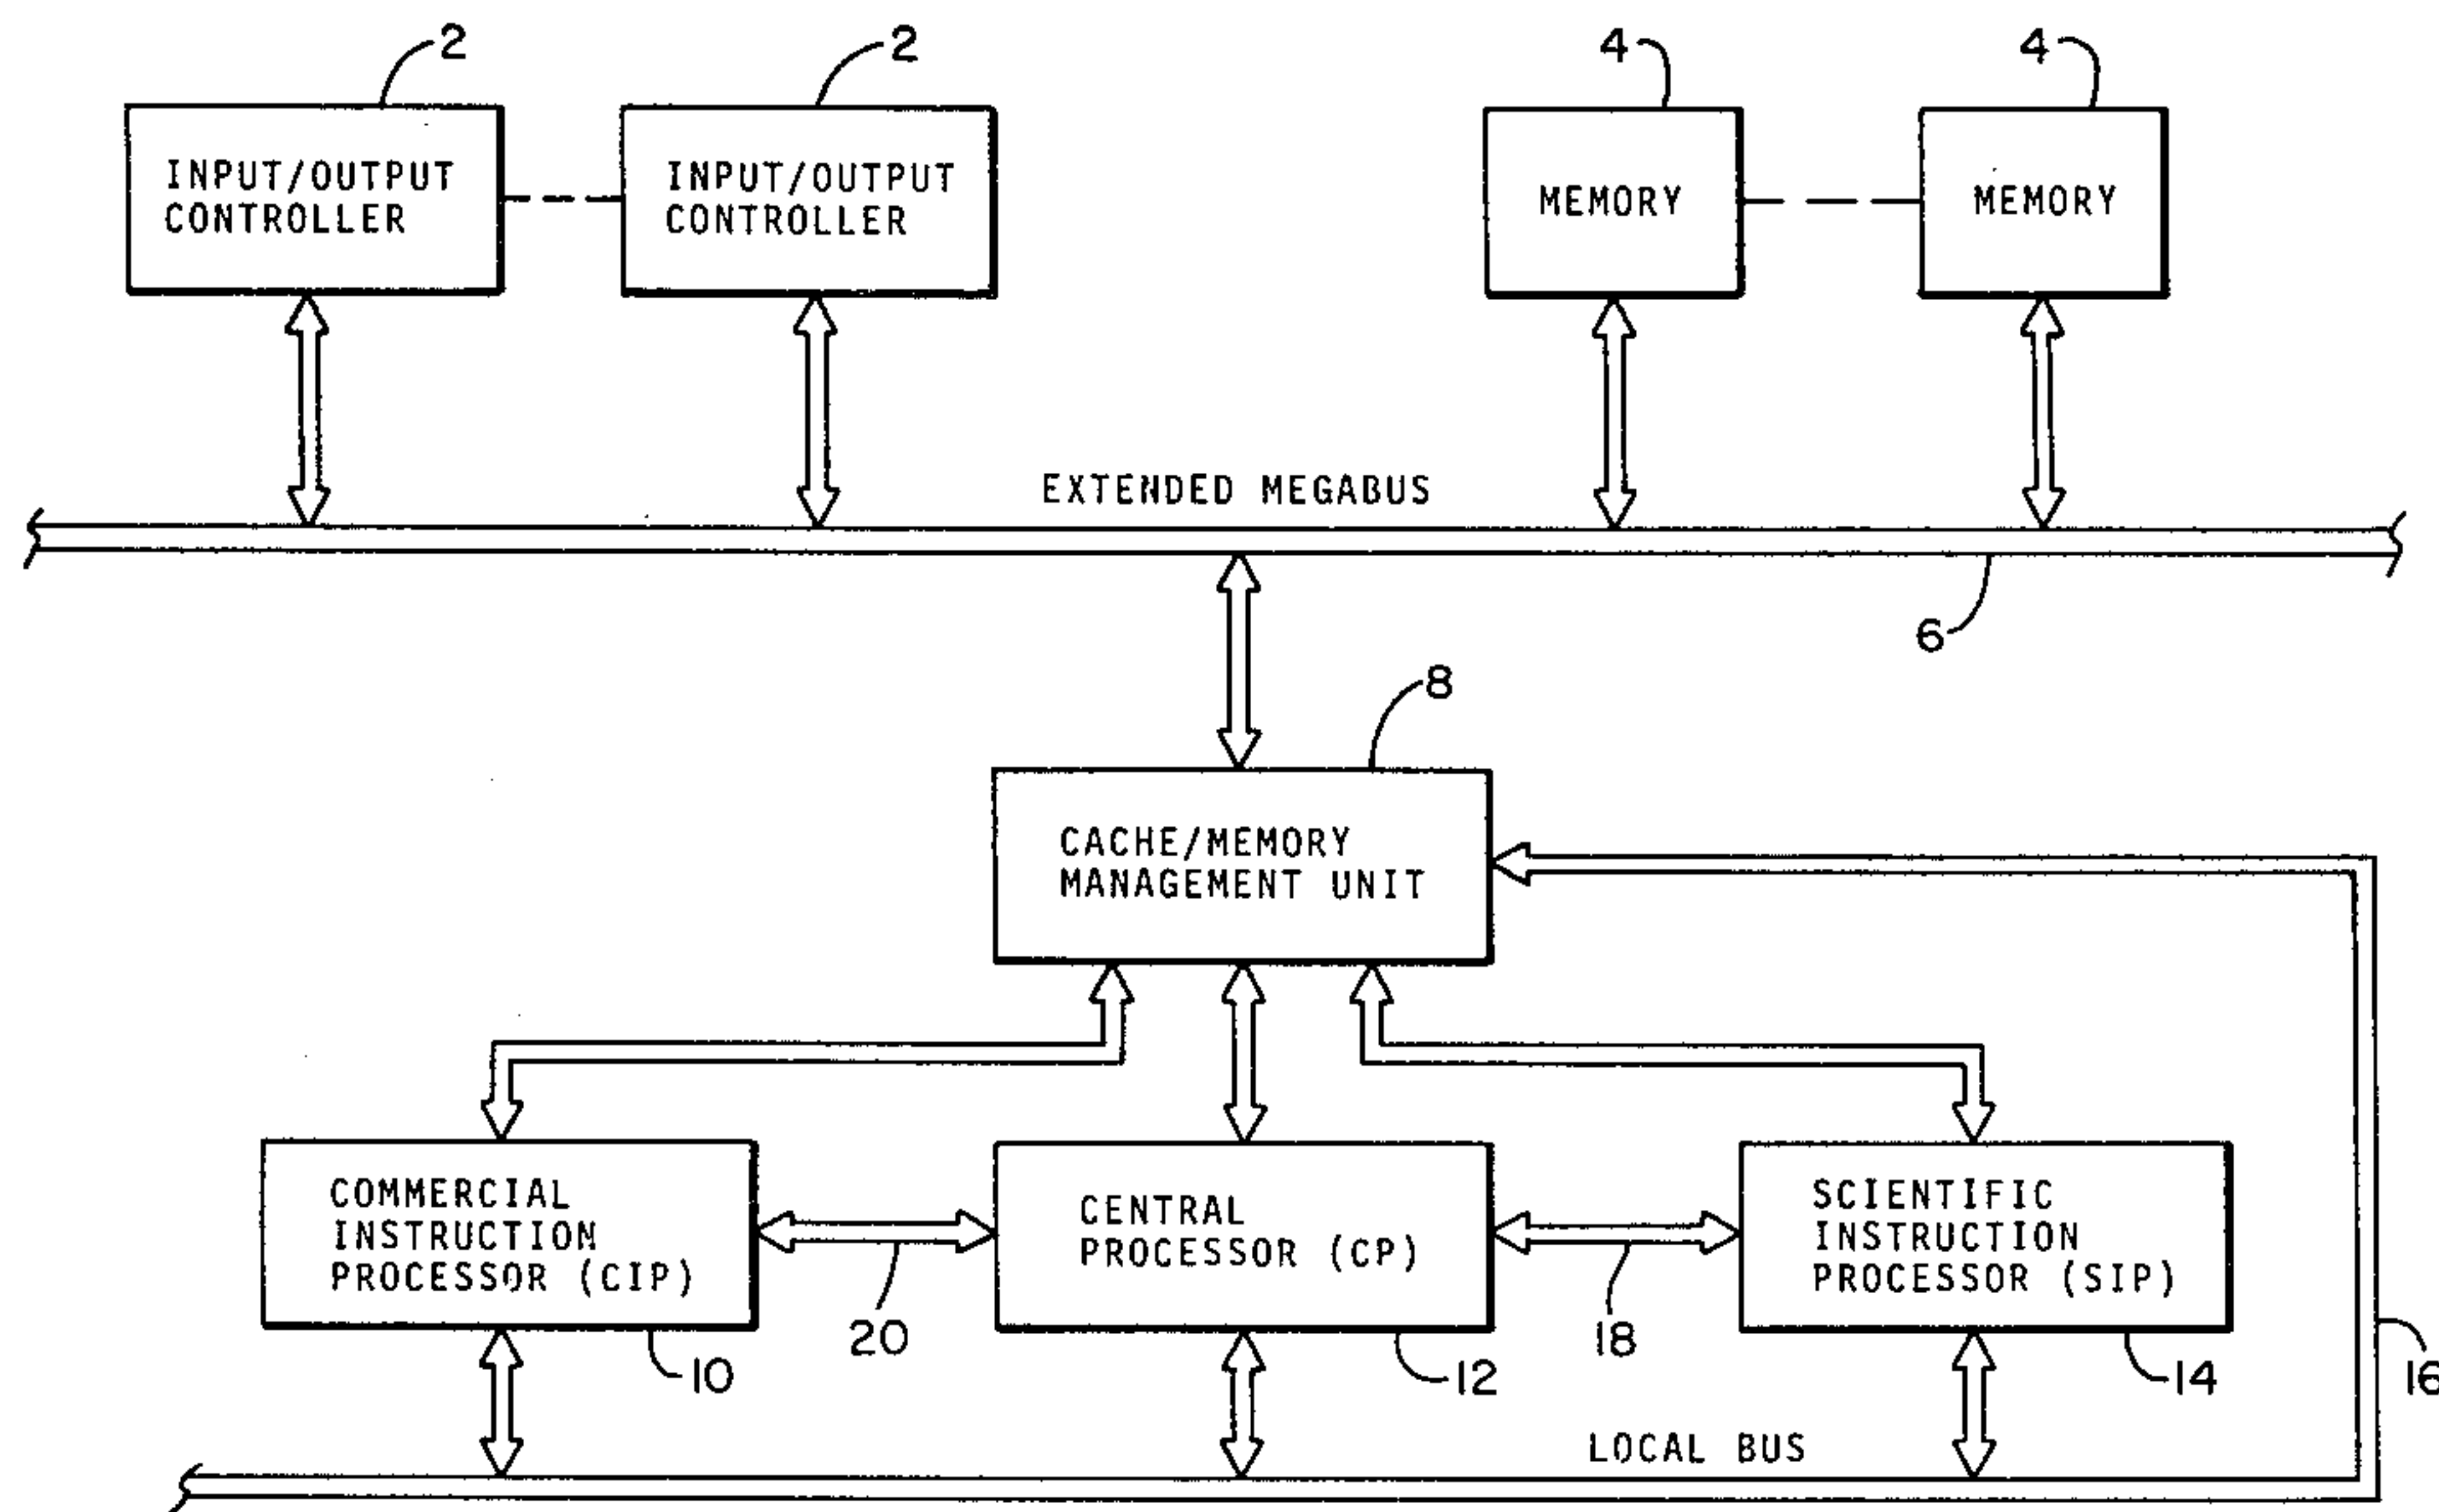 2
2
4
4
INPUT/OUTPUT
CONTROLLER
INPUT/OUTPUT
CONTROLLER
MEMORY
MEMORY
EXTENDED MEGABUS
6
8
CACHE/MEMORY
MANAGEMENT UNIT
COMMERCIAL
INSTRUCTION
PROCESSOR (CIP)
CENTRAL
PROCESSOR (CP)
SCIENTIFIC
INSTRUCTION
PROCESSOR (SIP)
20
18
10
12
14
16
LOCAL BUS